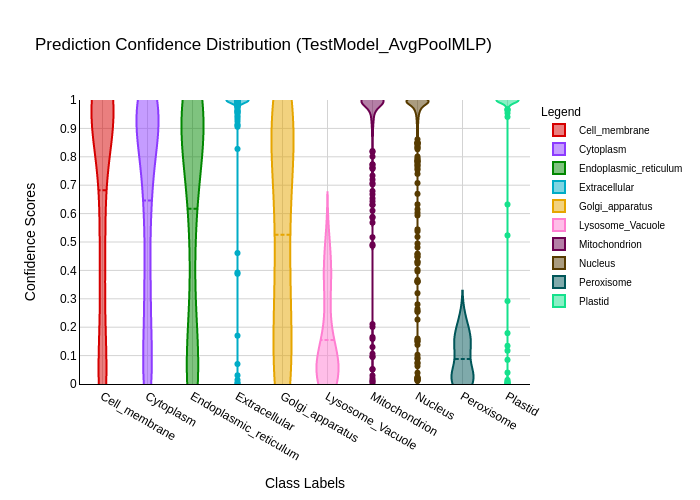 Prediction Confidence Distribution (TestModel_AvgPoolMLP)
Legend
Cell_membrane
Cytoplasm
Endoplasmic_reticulum
Extracellular
Golgi_apparatus
Lysosome_Vacuole
Mitochondrion
Nucleus
Peroxisome
Plastid
Confidence Scores
1
0.9
0.8
0.7
0.6
0.5
0.4
0.3
0.2
0.1
0
Cell_membrane
Cytoplasm
Endoplasmic_reticulum
Extracellular
Golgi_apparatus
Lysosome_Vacuole
Mitochondrion
Nucleus
Peroxisome
Plastid
Class Labels